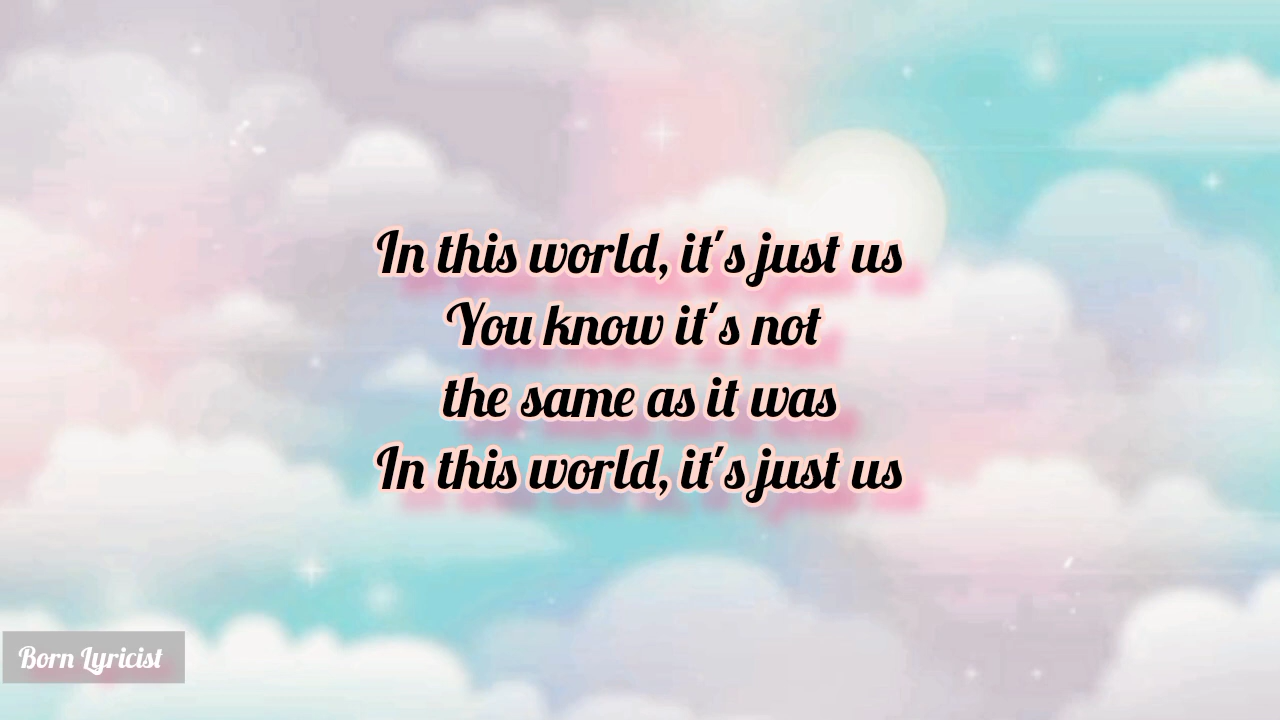 In this world, it's just us
You know it's not
the same as it was
In this world, it's just us
Born Lyricist